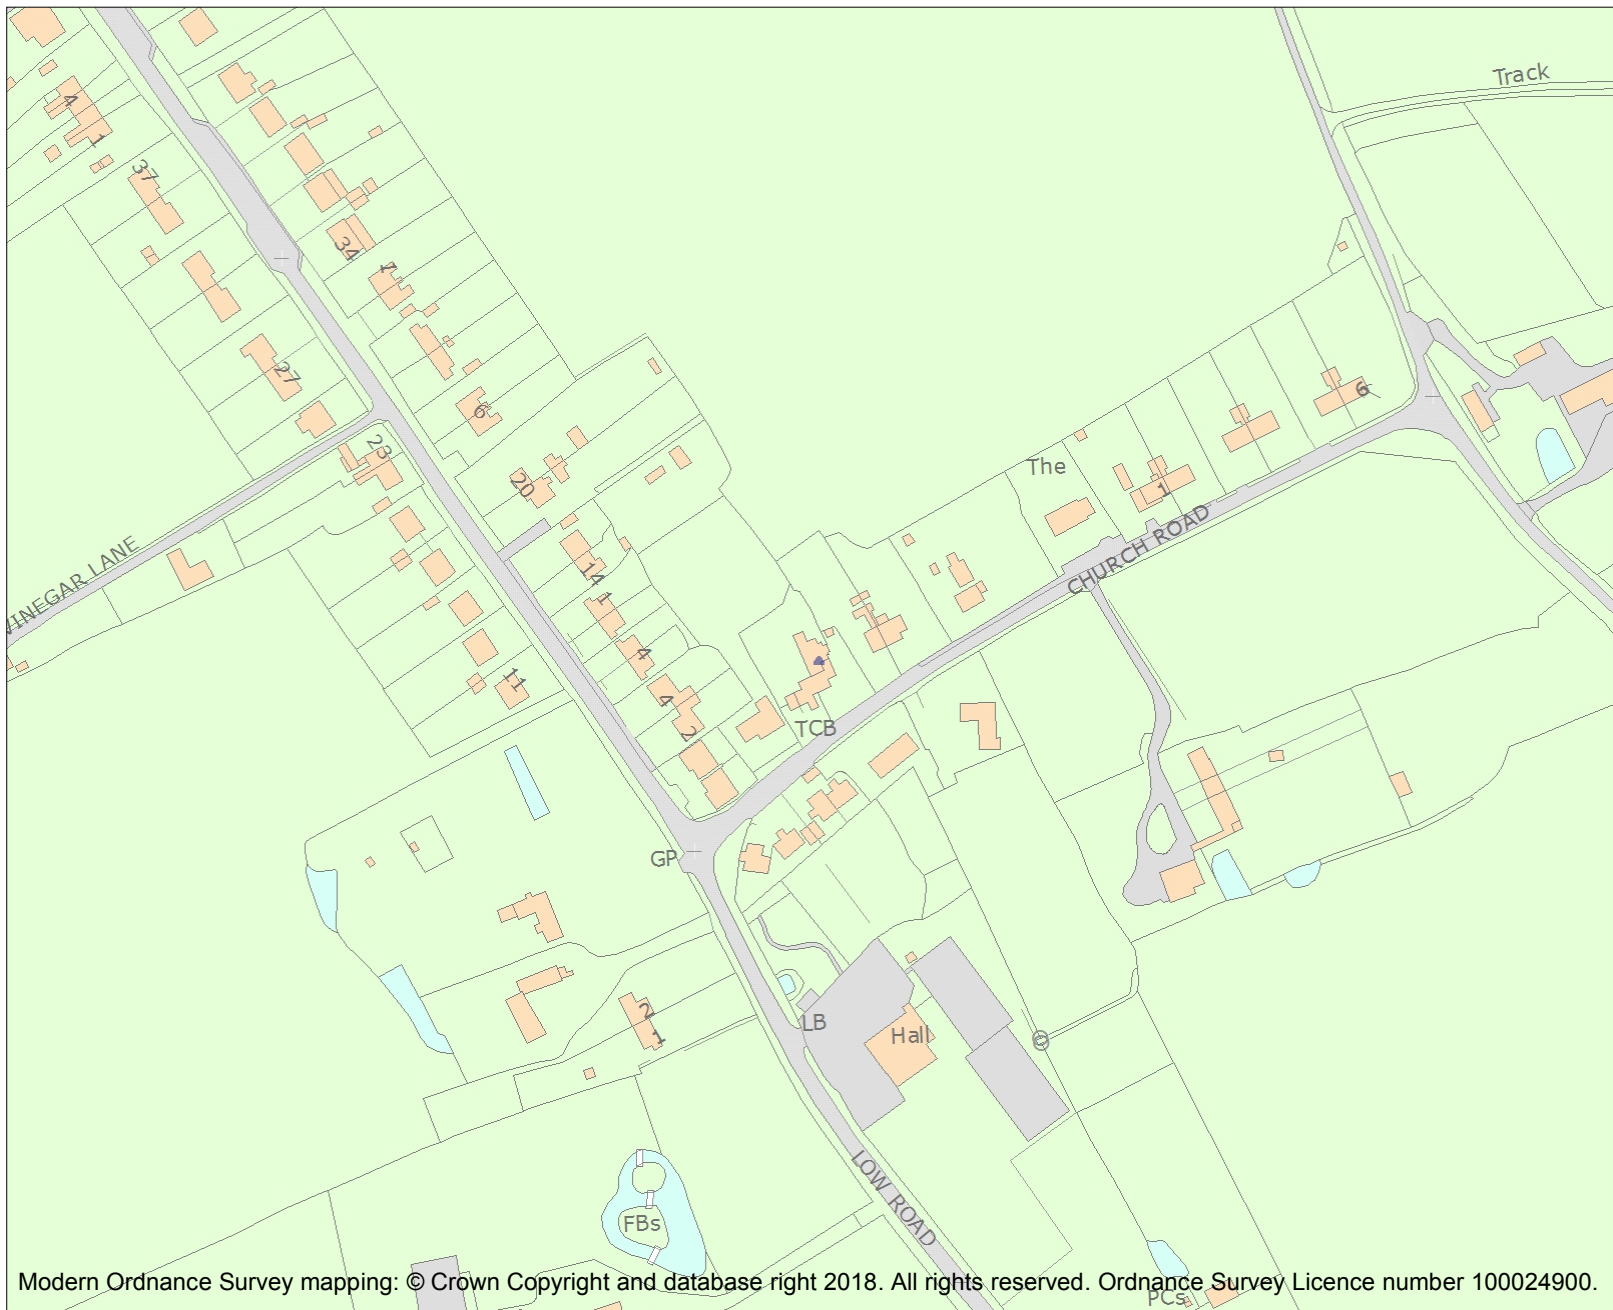 Track
4
1
37
34
1
27
6
6
23
20
The
1
CHURCH ROAD
VINEGAR LANE
14
1
4
11
4
2
TCB
GP
2
1
LB
Hall
LOW ROAD
FBs
PCs
Modern Ordnance Survey mapping: © Crown Copyright and database right 2018. All rights reserved. Ordnance Survey Licence number 100024900.